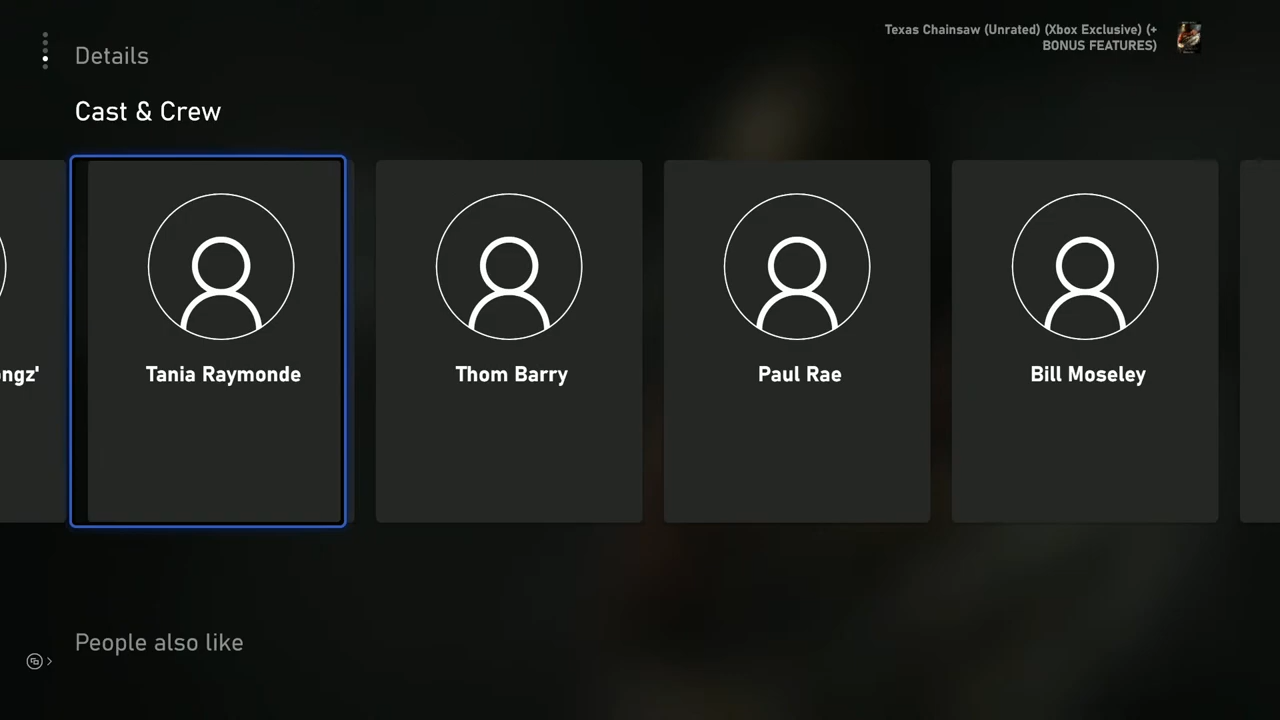 Details
Texas Chainsaw (Unrated) (Xbox Exclusive) (+
BONUS FEATURES)
Cast & Crew
ongz'
Tania Raymonde
Thom Barry
Paul Rae
Bill Moseley
People also like